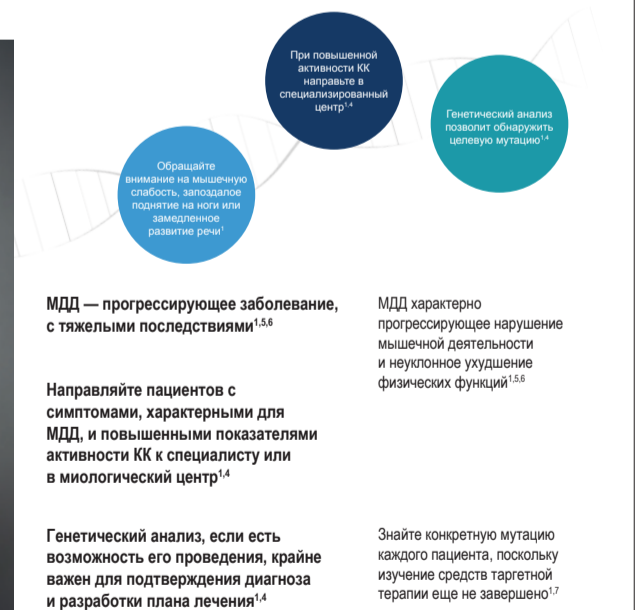 При повышенной
активности КК
направьте в
специализированный
центр1,4
Генетический анализ
позволит обнаружить
целевую мутацию1,4
Обращайте
внимание на мышечную
слабость, запоздалое
поднятие на ноги или
замедленное
развитие речи1
МДД — прогрессирующее заболевание,
с тяжелыми последствиями1,5,6
МДД характерно
прогрессирующее нарушение
мышечной деятельности
и неуклонное ухудшение
физических функций1,5,6
Направляйте пациентов с
симптомами, характерными для
МДД, и повышенными показателями
активности КК к специалисту или
в миологический центр1,4
Генетический анализ, если есть
возможность его проведения, крайне
важен для подтверждения диагноза
и разработки плана лечения1,4
Знайте конкретную мутацию
каждого пациента, поскольку
изучение средств таргетной
терапии еще не завершено1,7